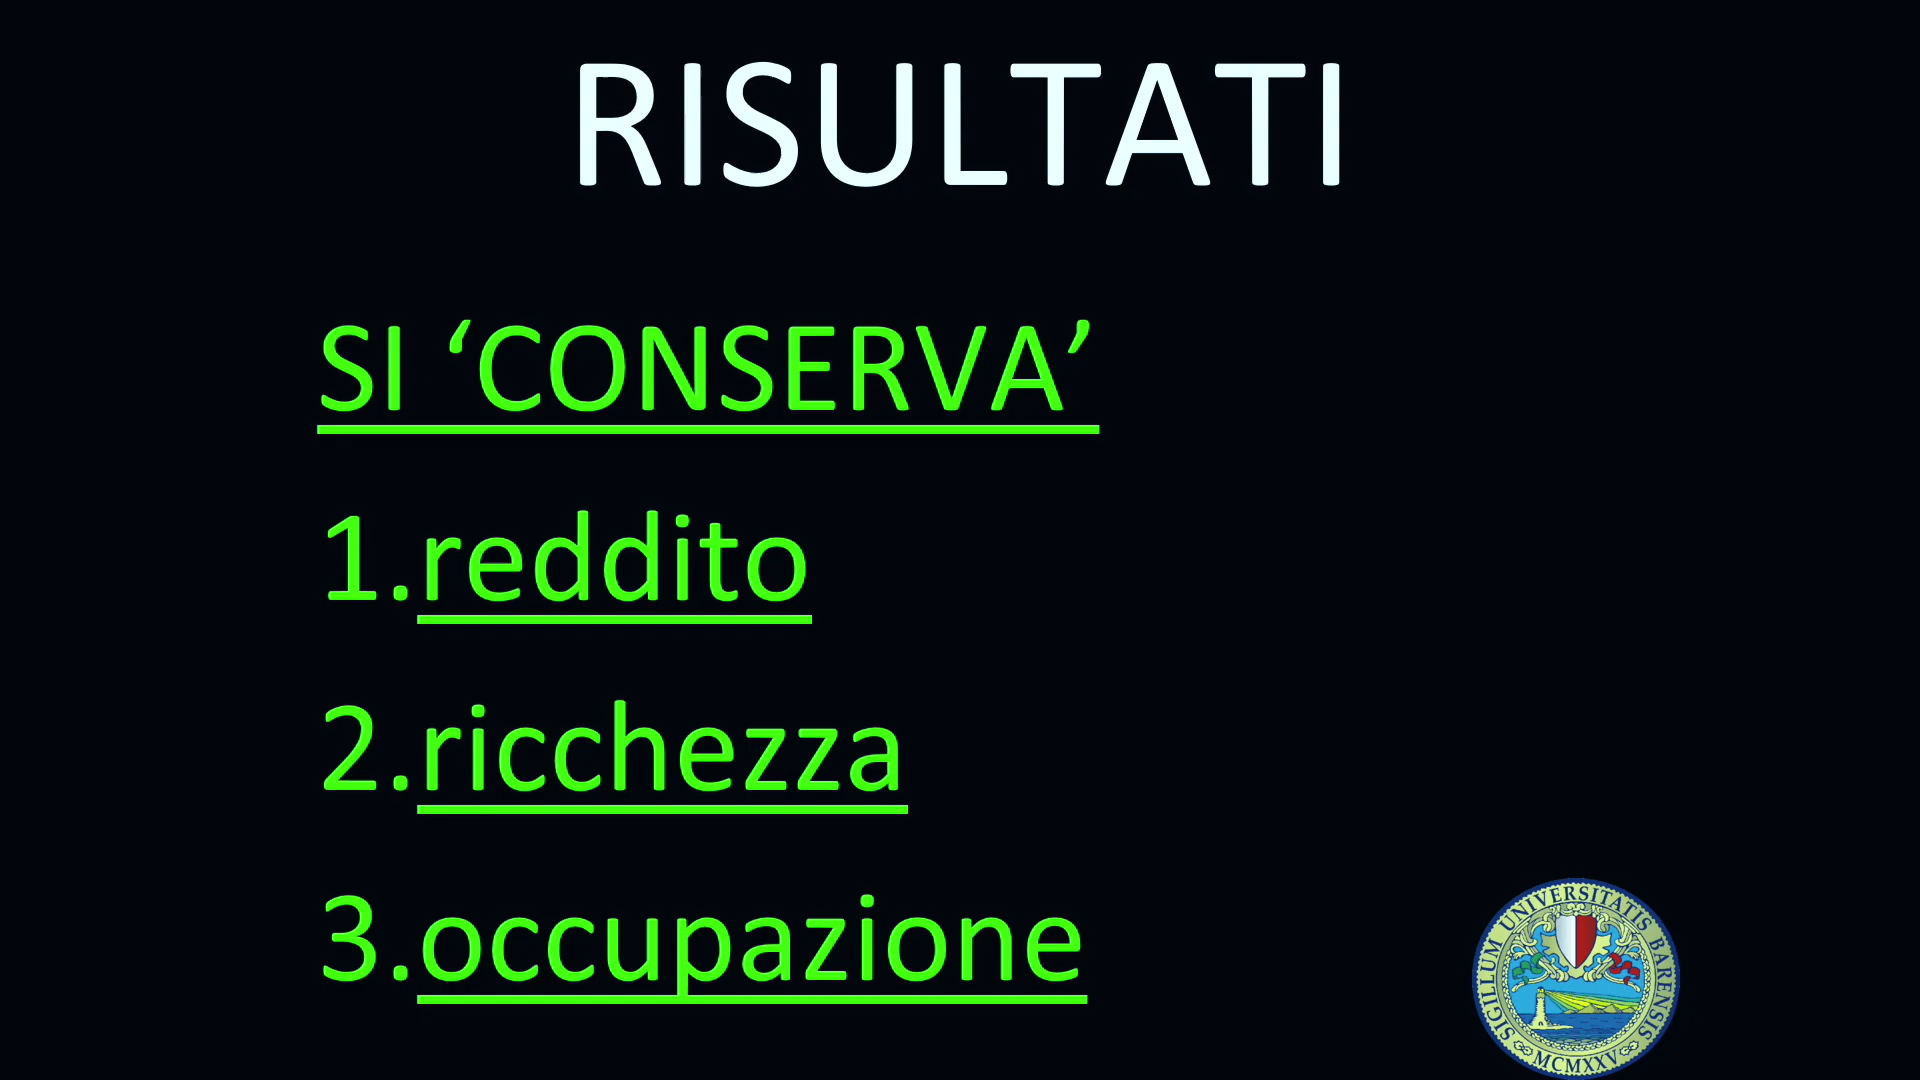 RISULTATI
SI ‘CONSERVA’
1.reddito
2.ricchezza
3.occupazione
SIGILLUM UNIVERSITATIS BARENSIS
MCMXXV